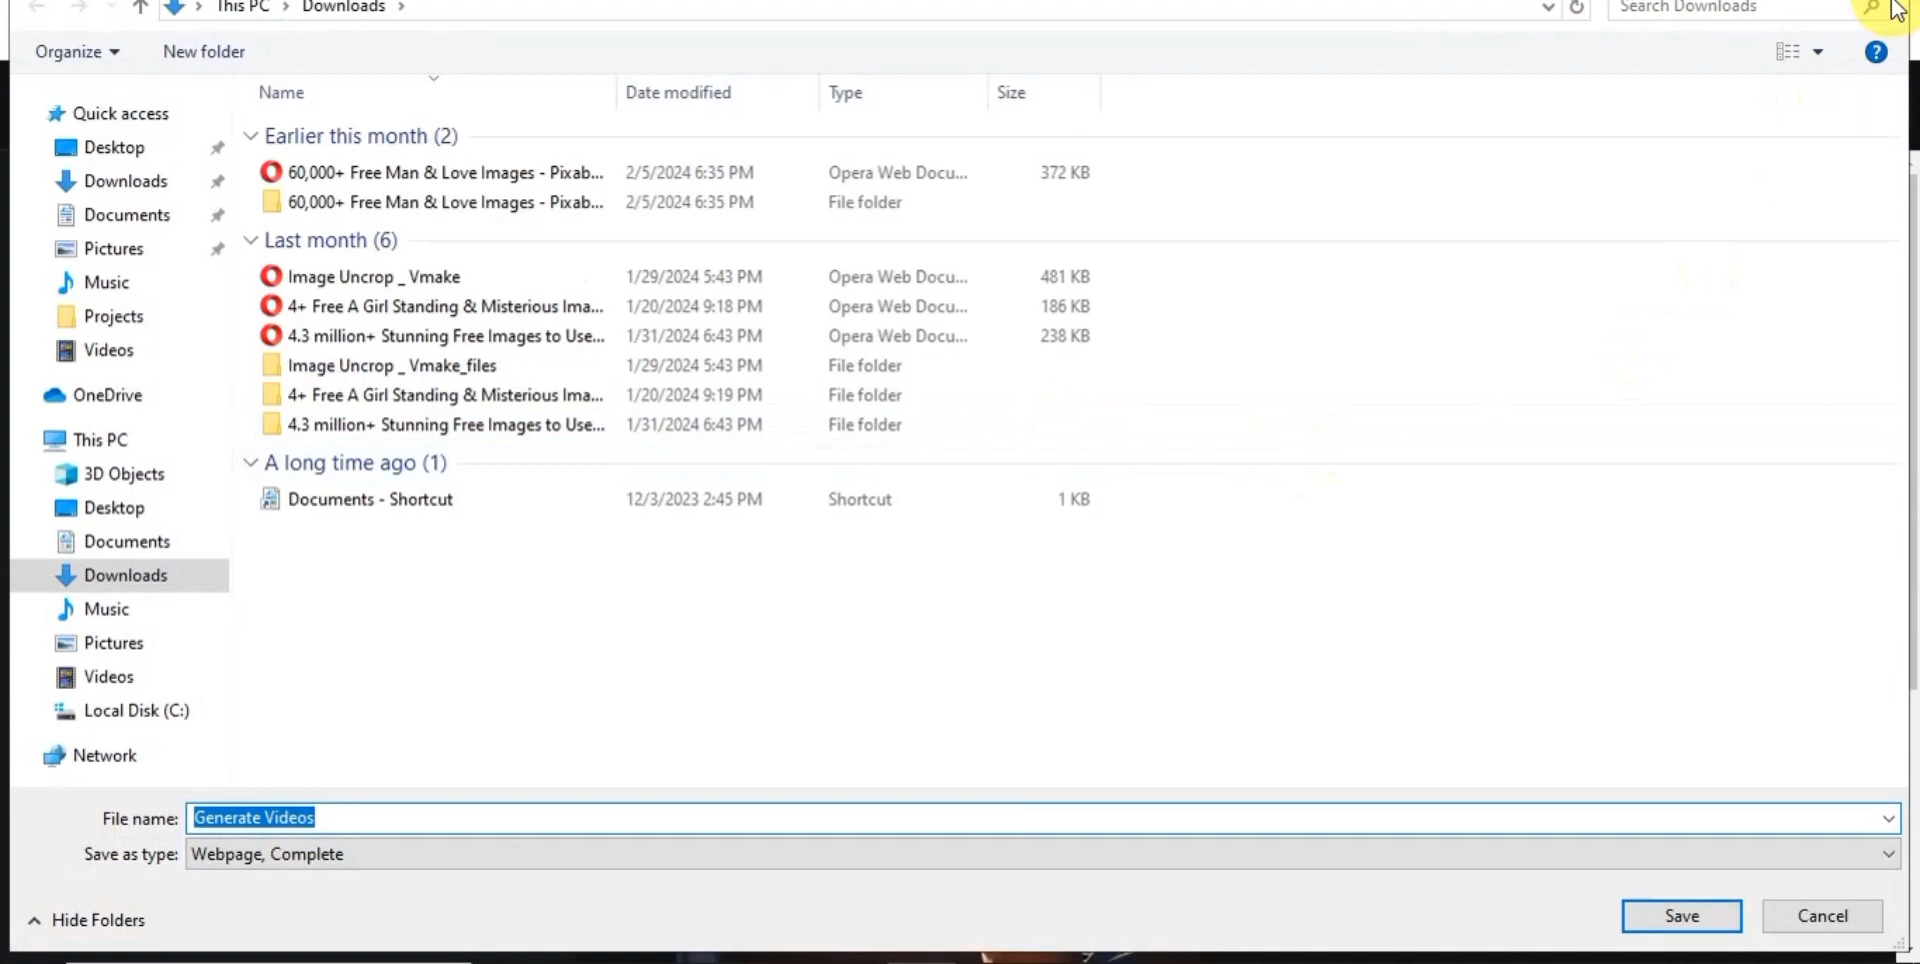 This PC > Downloads >
Search Downloads
Organize
New folder
?
Name
Date modified
Type
Size
Quick access
Desktop
Downloads
Documents
Pictures
Music
Projects
Videos
OneDrive
This PC
3D Objects
Desktop
Documents
Downloads
Music
Pictures
Videos
Local Disk (C:)
Network
Earlier this month (2)
60,000+ Free Man & Love Images - Pixab... 2/5/2024 6:35 PM Opera Web Docu... 372 KB
60,000+ Free Man & Love Images - Pixab... 2/5/2024 6:35 PM File folder
Last month (6)
Image Uncrop _ Vmake 1/29/2024 5:43 PM Opera Web Docu... 481 KB
4+ Free A Girl Standing & Misterious Ima... 1/20/2024 9:18 PM Opera Web Docu... 186 KB
4.3 million+ Stunning Free Images to Use... 1/31/2024 6:43 PM Opera Web Docu... 238 KB
Image Uncrop _ Vmake_files 1/29/2024 5:43 PM File folder
4+ Free A Girl Standing & Misterious Ima... 1/20/2024 9:19 PM File folder
4.3 million+ Stunning Free Images to Use... 1/31/2024 6:43 PM File folder
A long time ago (1)
Documents - Shortcut 12/3/2023 2:45 PM Shortcut 1 KB
File name: Generate Videos
Save as type: Webpage, Complete
Hide Folders
Save
Cancel